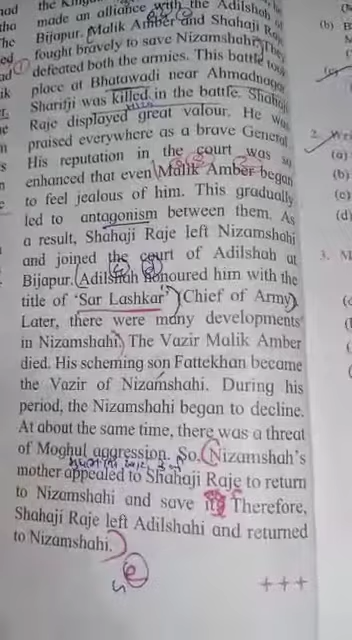 made an alliance with the Adilshah of
Bijapur. Malik Amber and Shahaji Raje
fought bravely to save Nizamshahi. They
defeated both the armies. This battle took
place at Bhatawadi near Ahmadnagar.
Sharifji was killed in the battle. Shahaji
Raje displayed great valour. He was
praised everywhere as a brave General.
His reputation in the court was so
enhanced that even Malik Amber began
to feel jealous of him. This gradually
led to antagonism between them. As
a result, Shahaji Raje left Nizamshahi
and joined the court of Adilshah at
Bijapur. Adilshah honoured him with the
title of 'Sar Lashkar' (Chief of Army).
Later, there were many developments
in Nizamshahi. The Vazir Malik Amber
died. His scheming son Fattekhan became
the Vazir of Nizamshahi. During his
period, the Nizamshahi began to decline.
At about the same time, there was a threat
of Moghul aggression. So, Nizamshah's
mother appealed to Shahaji Raje to return
to Nizamshahi and save it. Therefore,
Shahaji Raje left Adilshahi and returned
to Nizamshahi.
+++
2. Wri
(a)
(b)
(c)
(d)
3. M